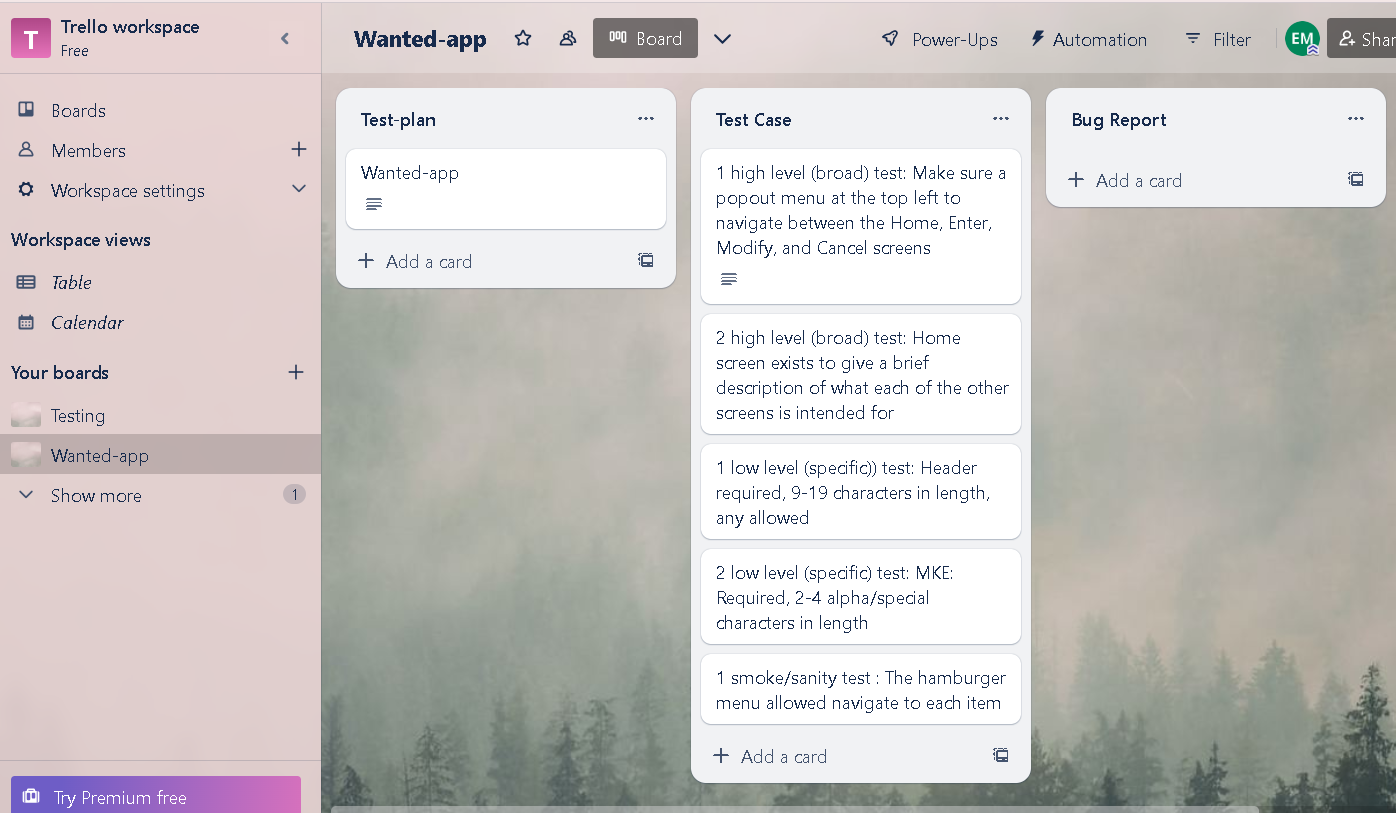 T
Trello workspace
Free
Wanted-app
Board
Power-Ups
Automation
Filter
EM
Shar
Boards
Members
Workspace settings
Workspace views
Table
Calendar
Your boards
Testing
Wanted-app
Show more
1
Try Premium free
Test-plan
Wanted-app
Add a card
Test Case
1 high level (broad) test: Make sure a
popout menu at the top left to
navigate between the Home, Enter,
Modify, and Cancel screens
2 high level (broad) test: Home
screen exists to give a brief
description of what each of the other
screens is intended for
1 low level (specific)) test: Header
required, 9-19 characters in length,
any allowed
2 low level (specific) test: MKE:
Required, 2-4 alpha/special
characters in length
1 smoke/sanity test : The hamburger
menu allowed navigate to each item
Add a card
Bug Report
Add a card